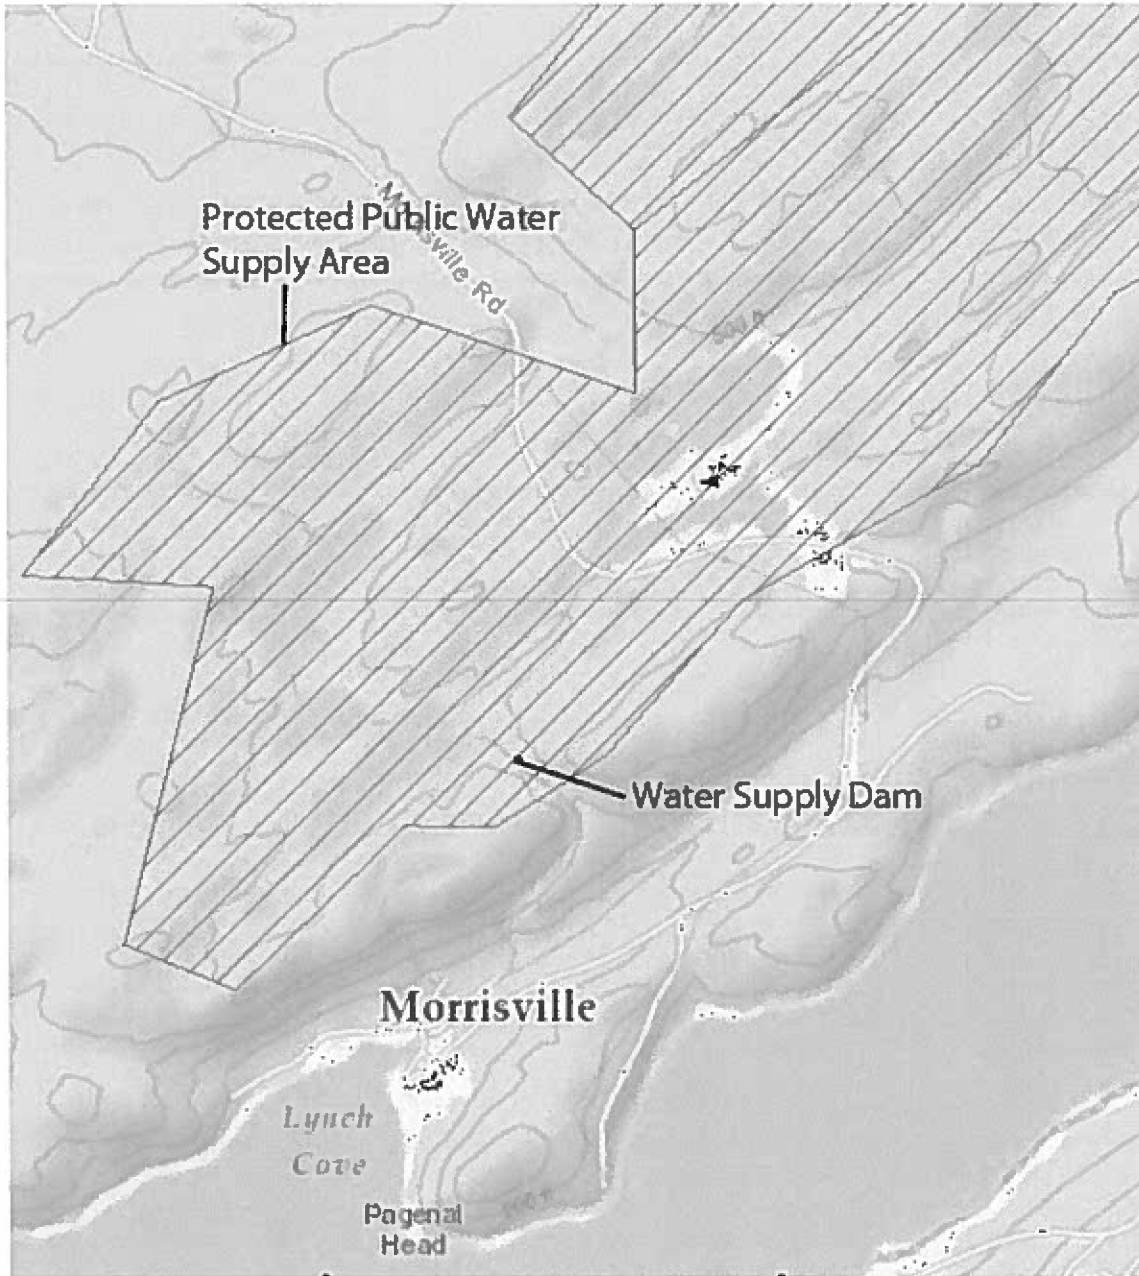 Protected Public Water
Supply Area
Morrisville Rd
Water Supply Dam
Morrisville
Lynch
Cove
Pagenal
Head